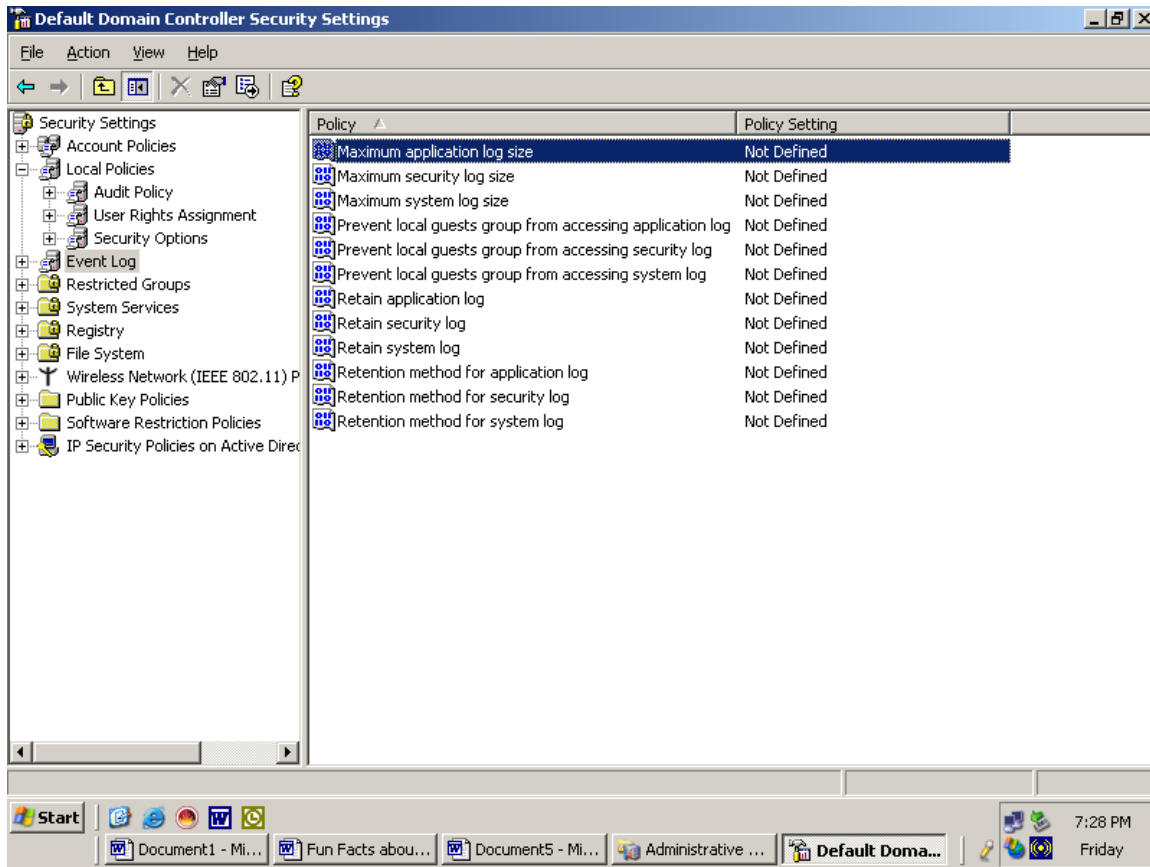 Default Domain Controller Security Settings
File Action View Help
Security Settings
Account Policies
Local Policies
Audit Policy
User Rights Assignment
Security Options
Event Log
Restricted Groups
System Services
Registry
File System
Wireless Network (IEEE 802.11) P
Public Key Policies
Software Restriction Policies
IP Security Policies on Active Direc
Policy Policy Setting
Maximum application log size Not Defined
Maximum security log size Not Defined
Maximum system log size Not Defined
Prevent local guests group from accessing application log Not Defined
Prevent local guests group from accessing security log Not Defined
Prevent local guests group from accessing system log Not Defined
Retain application log Not Defined
Retain security log Not Defined
Retain system log Not Defined
Retention method for application log Not Defined
Retention method for security log Not Defined
Retention method for system log Not Defined
Start 7:28 PM
Document1 - Mi... Fun Facts abou... Document5 - Mi... Administrative ... Default Doma... Friday